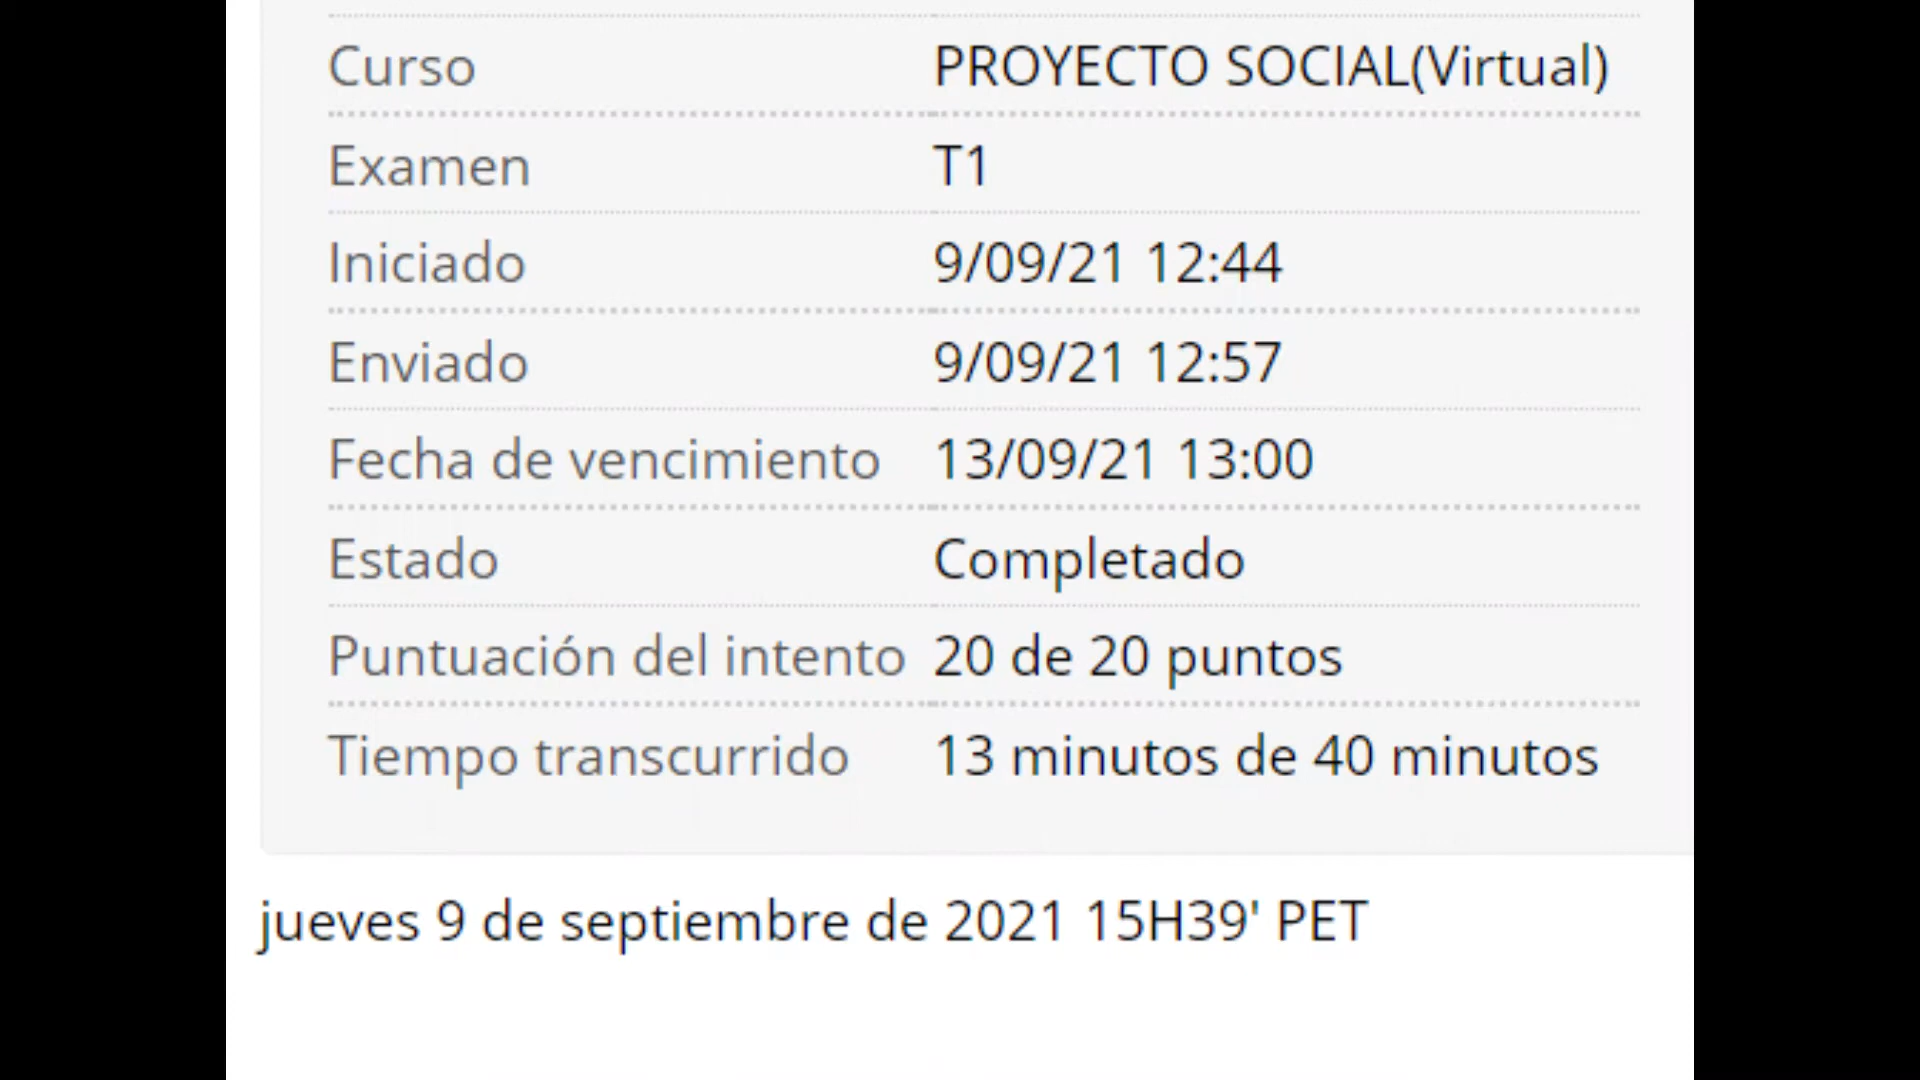 Curso PROYECTO SOCIAL(Virtual)
Examen T1
Iniciado 9/09/21 12:44
Enviado 9/09/21 12:57
Fecha de vencimiento 13/09/21 13:00
Estado Completado
Puntuación del intento 20 de 20 puntos
Tiempo transcurrido 13 minutos de 40 minutos
jueves 9 de septiembre de 2021 15H39' PET